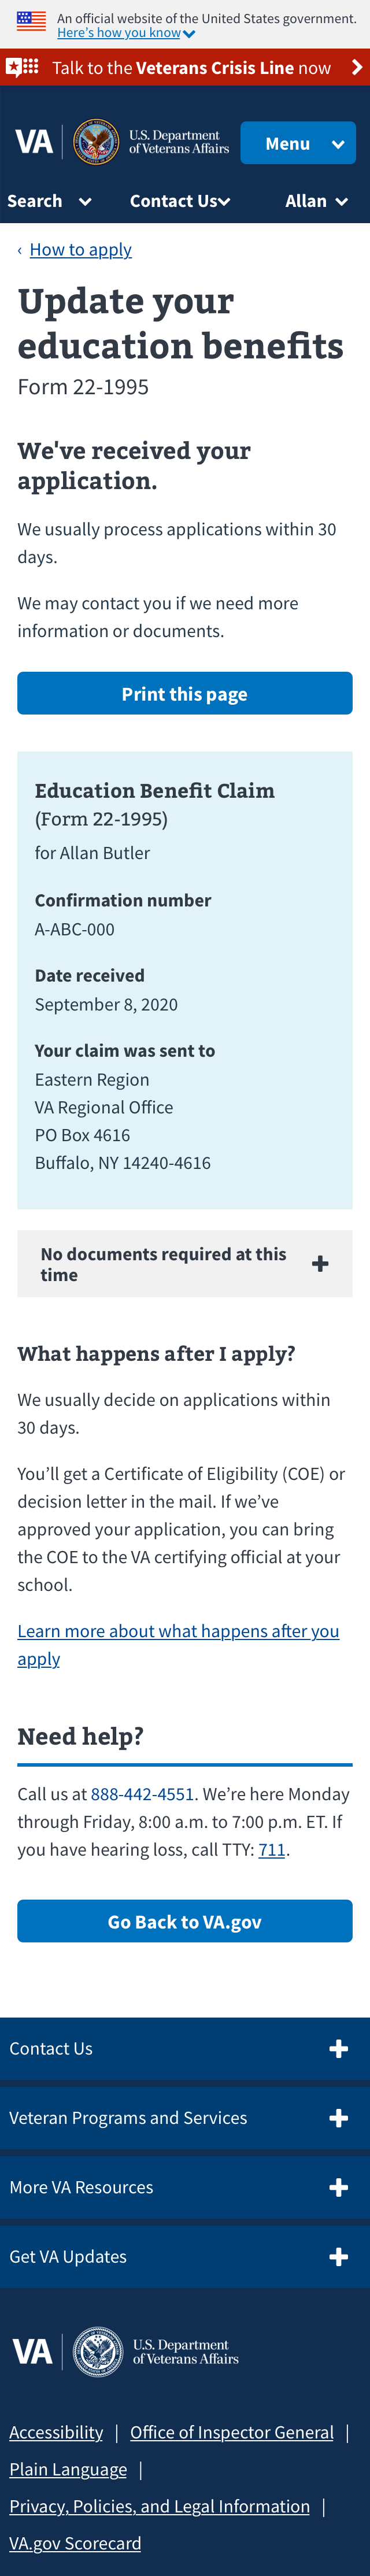 An official website of the United States government.
Here's how you know
Talk to the Veterans Crisis Line now
VA
U.S. Department
of Veterans Affairs
Menu
Search
Contact Us
Allan
‹ How to apply
Update your
education benefits
Form 22-1995
We've received your
application.
We usually process applications within 30
days.
We may contact you if we need more
information or documents.
Print this page
Education Benefit Claim
(Form 22-1995)
for Allan Butler
Confirmation number
A-ABC-000
Date received
September 8, 2020
Your claim was sent to
Eastern Region
VA Regional Office
PO Box 4616
Buffalo, NY 14240-4616
No documents required at this
time
What happens after I apply?
We usually decide on applications within
30 days.
You’ll get a Certificate of Eligibility (COE) or
decision letter in the mail. If we’ve
approved your application, you can bring
the COE to the VA certifying official at your
school.
Learn more about what happens after you
apply
Need help?
Call us at 888-442-4551. We’re here Monday
through Friday, 8:00 a.m. to 7:00 p.m. ET. If
you have hearing loss, call TTY: 711.
Go Back to VA.gov
Contact Us
Veteran Programs and Services
More VA Resources
Get VA Updates
VA
U.S. Department
of Veterans Affairs
Accessibility | Office of Inspector General |
Plain Language |
Privacy, Policies, and Legal Information |
VA.gov Scorecard